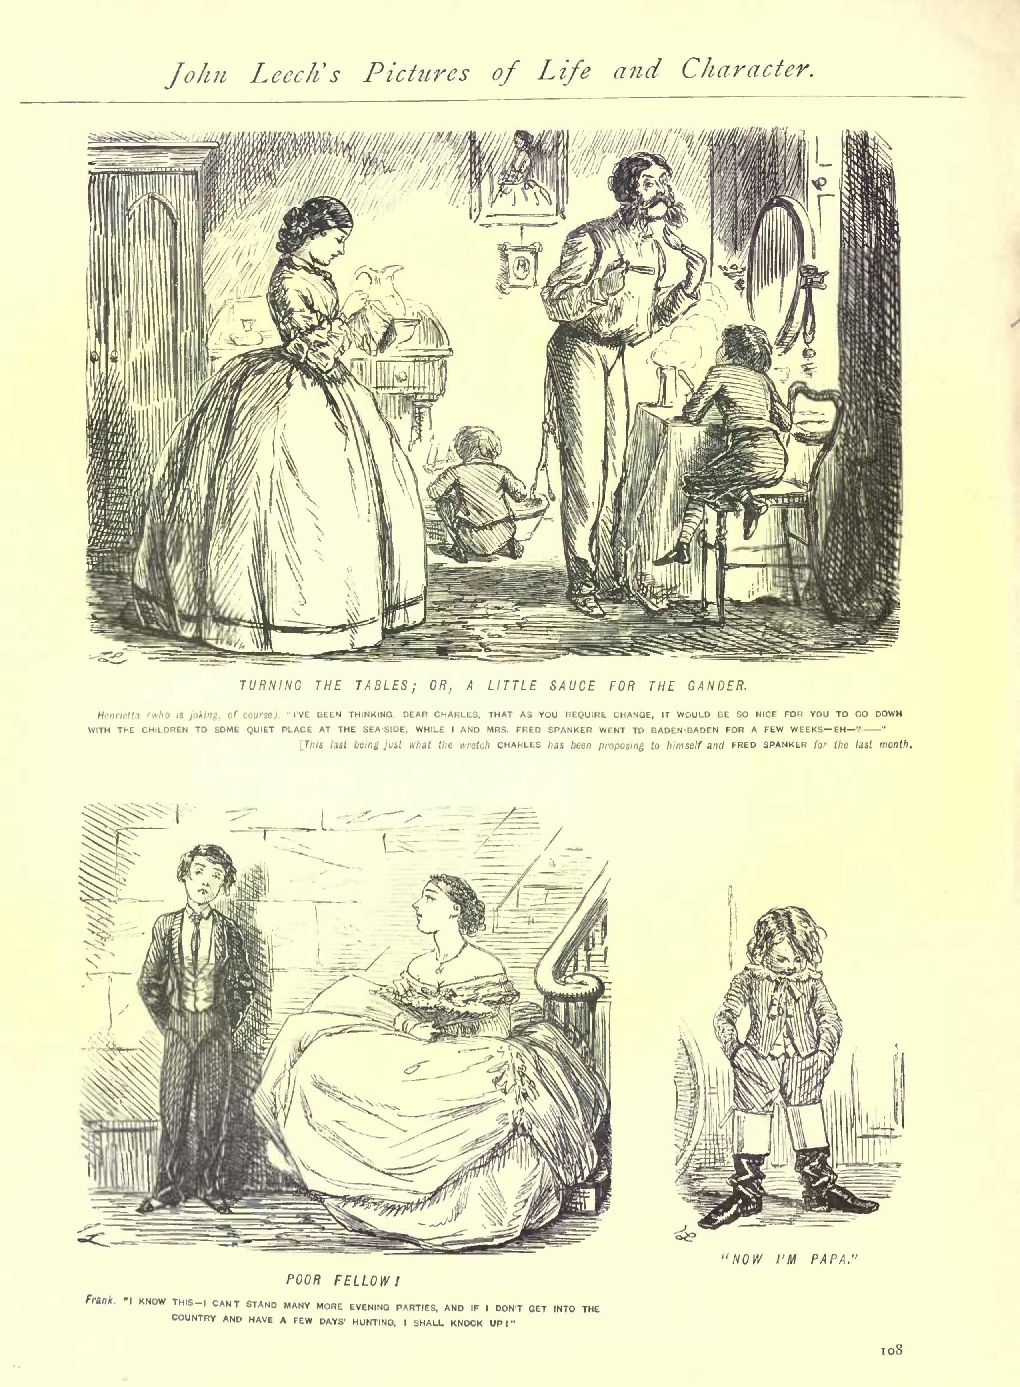 John Leech's Pictures of Life and Character.
TURNING THE TABLES; OR, A LITTLE SAUCE FOR THE GANDER.
Henrietta (who is joking, of course). "I'VE BEEN THINKING, DEAR CHARLES, THAT AS YOU REQUIRE CHANGE, IT WOULD BE SO NICE FOR YOU TO GO DOWN
WITH THE CHILDREN TO SOME QUIET PLACE AT THE SEA-SIDE, WHILE I AND MRS. FRED SPANKER WENT TO BADEN-BADEN FOR A FEW WEEKS—EH—?——"
[This last being just what the wretch CHARLES has been proposing to himself and FRED SPANKER for the last month.
POOR FELLOW!
Frank. "I KNOW THIS—I CAN'T STAND MANY MORE EVENING PARTIES, AND IF I DON'T GET INTO THE
COUNTRY AND HAVE A FEW DAYS' HUNTING, I SHALL KNOCK UP!"
"NOW I'M PAPA."
108